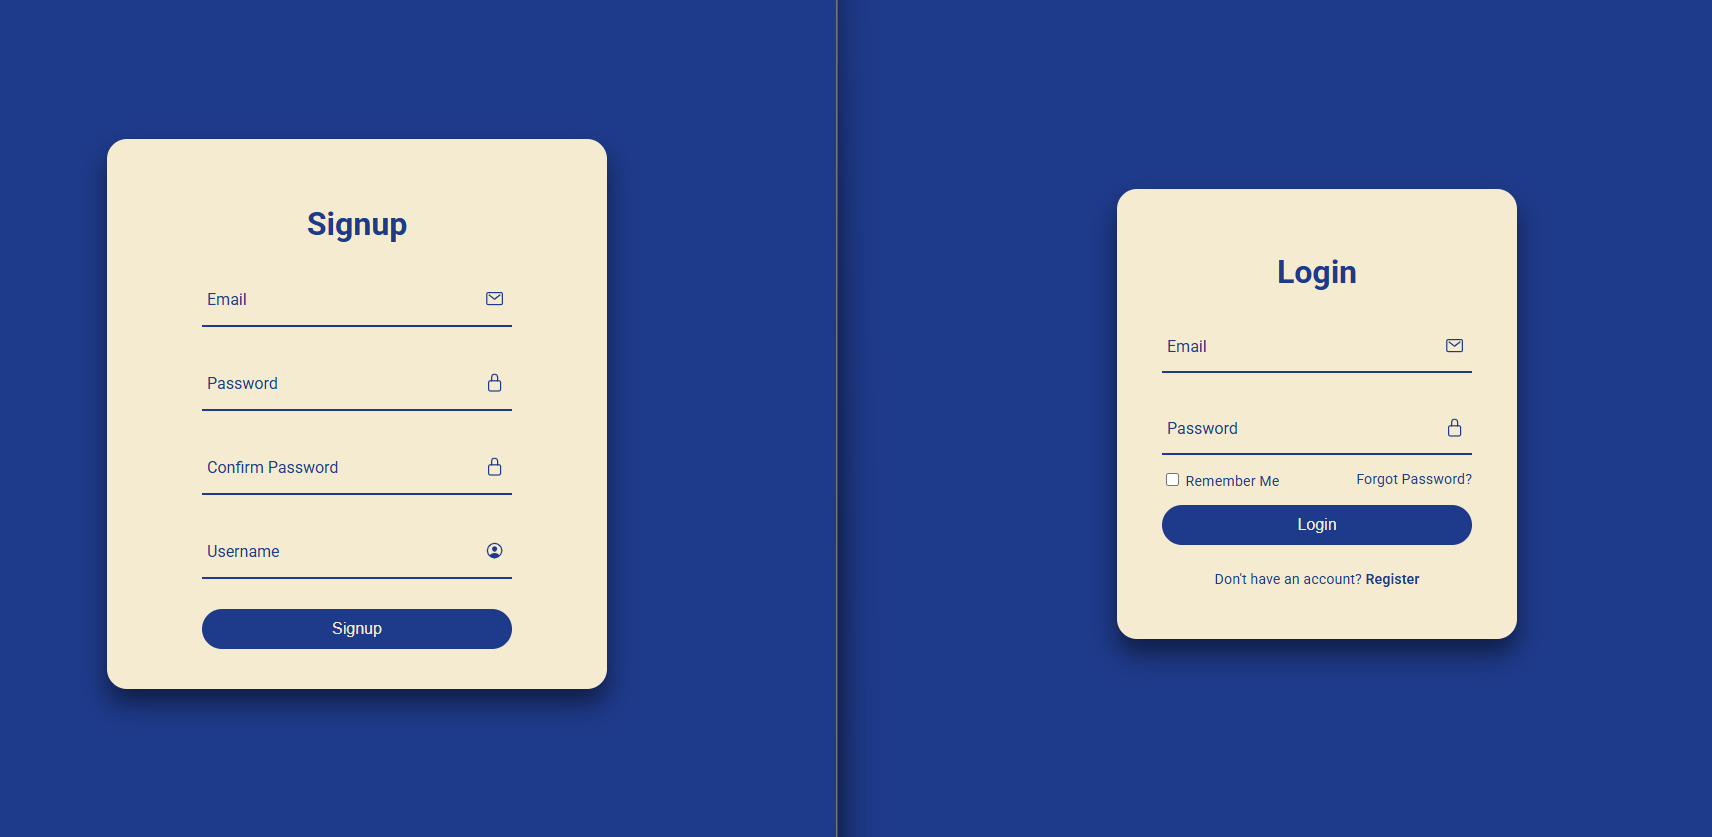 Signup
Email
Password
Confirm Password
Username
Signup
Login
Email
Password
Remember Me Forgot Password?
Login
Don't have an account? Register